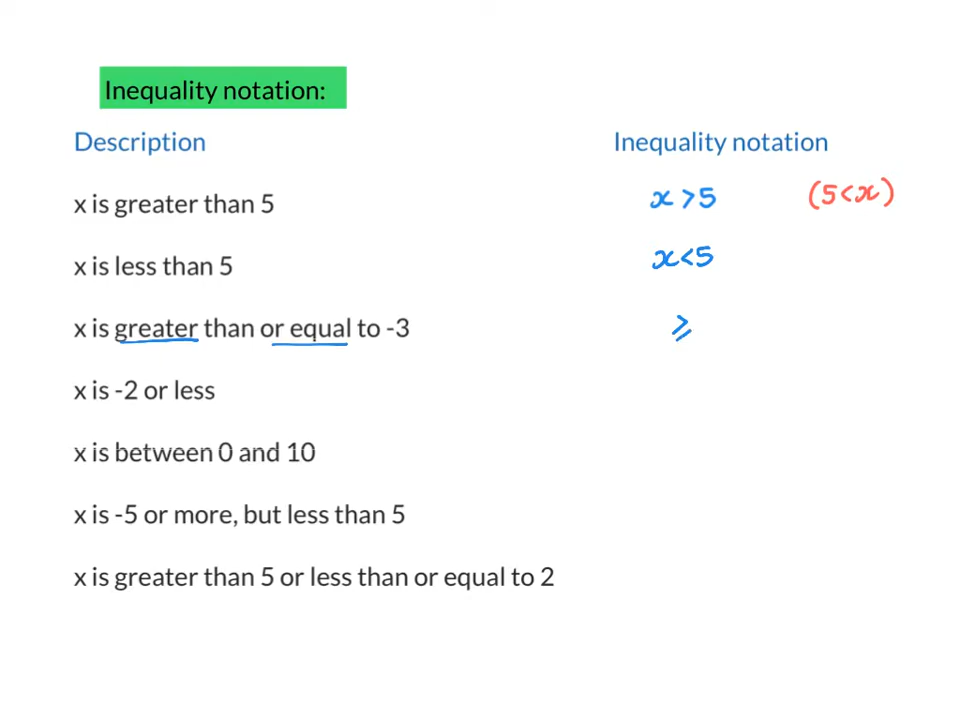 Inequality notation:
Description Inequality notation
x is greater than 5 x > 5 (5 < x)
x is less than 5 x < 5
x is greater than or equal to -3 ⩾
x is -2 or less
x is between 0 and 10
x is -5 or more, but less than 5
x is greater than 5 or less than or equal to 2